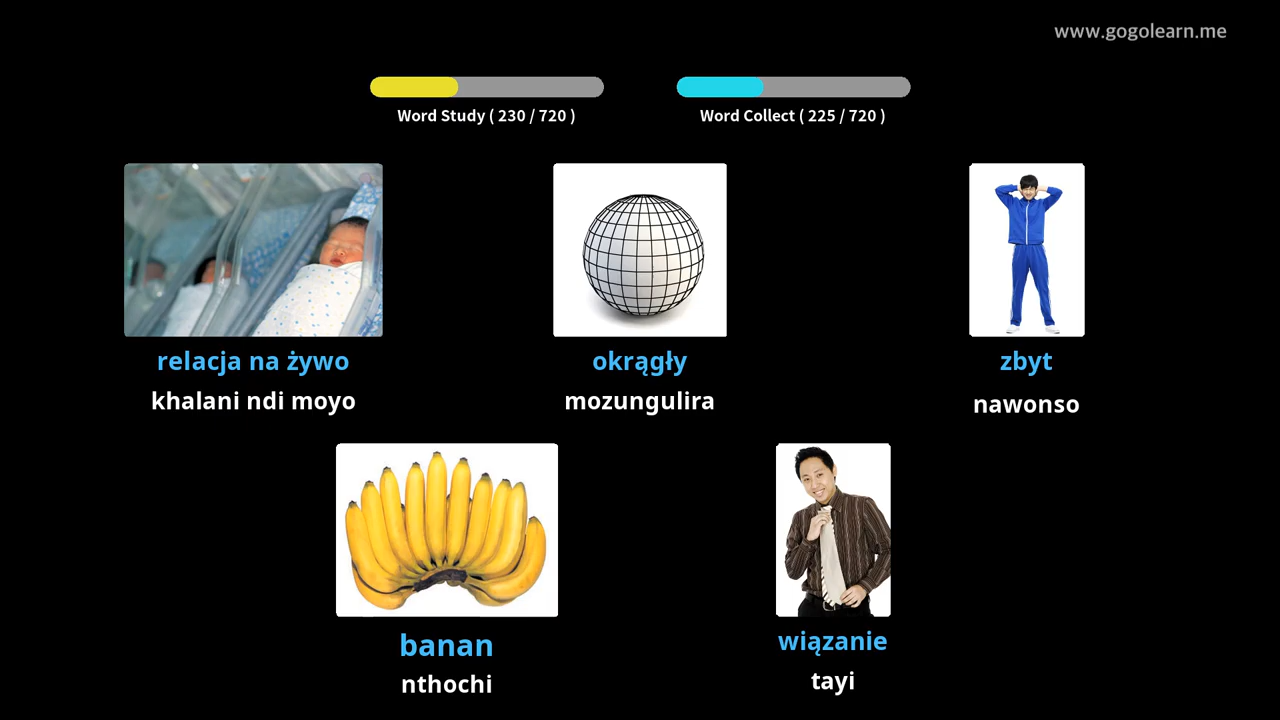 www.gogolearn.me
Word Study ( 230 / 720 )
Word Collect ( 225 / 720 )
relacja na żywo
khalani ndi moyo
okrągły
mozungulira
zbyt
nawonso
banan
nthochi
wiązanie
tayi